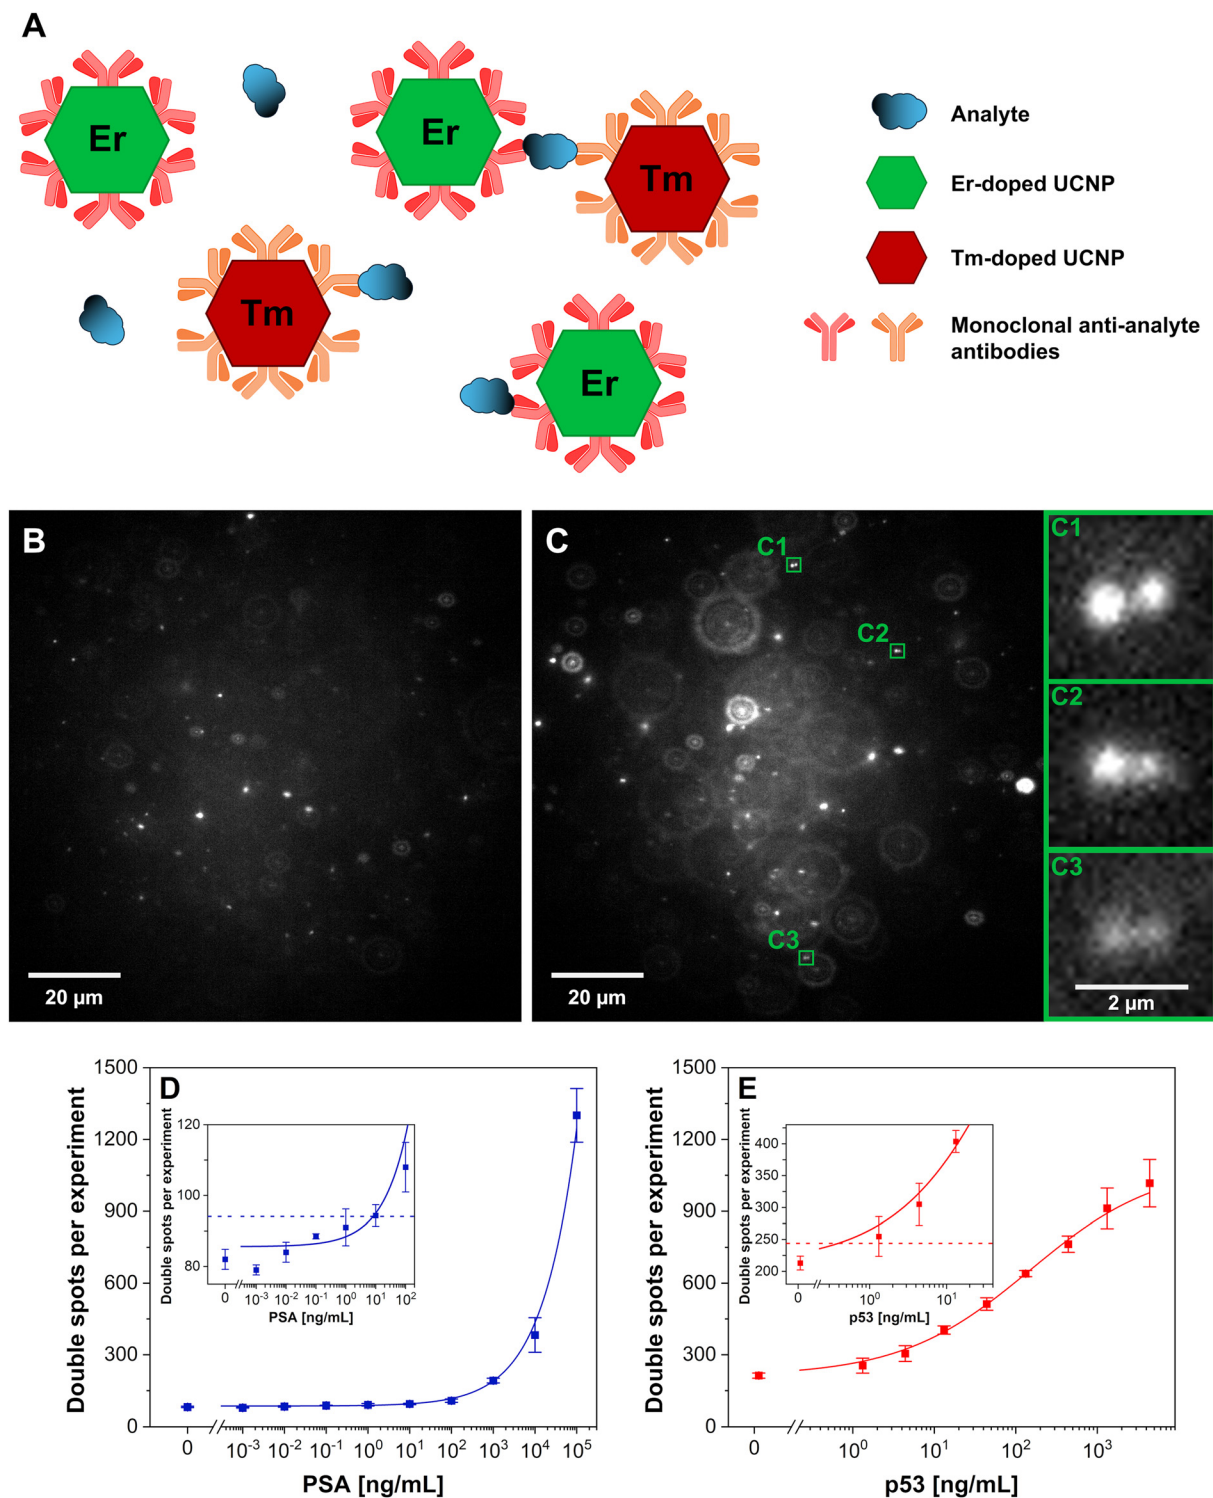 A
Er
Er
Tm
Tm
Er
Analyte
Er-doped UCNP
Tm-doped UCNP
Monoclonal anti-analyte
antibodies
B
20 µm
C
C1
C2
C3
20 µm
C1
C2
C3
2 µm
D
Double spots per experiment
1500
1200
900
600
300
0
0
10⁻³
10⁻²
10⁻¹
10⁰
10¹
10²
10³
10⁴
10⁵
PSA [ng/mL]
Double spots per experiment
120
100
80
0
10⁻³
10⁻²
10⁻¹
10⁰
10¹
10²
PSA [ng/mL]
E
Double spots per experiment
1500
1200
900
600
300
0
0
10⁰
10¹
10²
10³
p53 [ng/mL]
Double spots per experiment
400
350
300
250
200
0
10⁰
10¹
p53 [ng/mL]